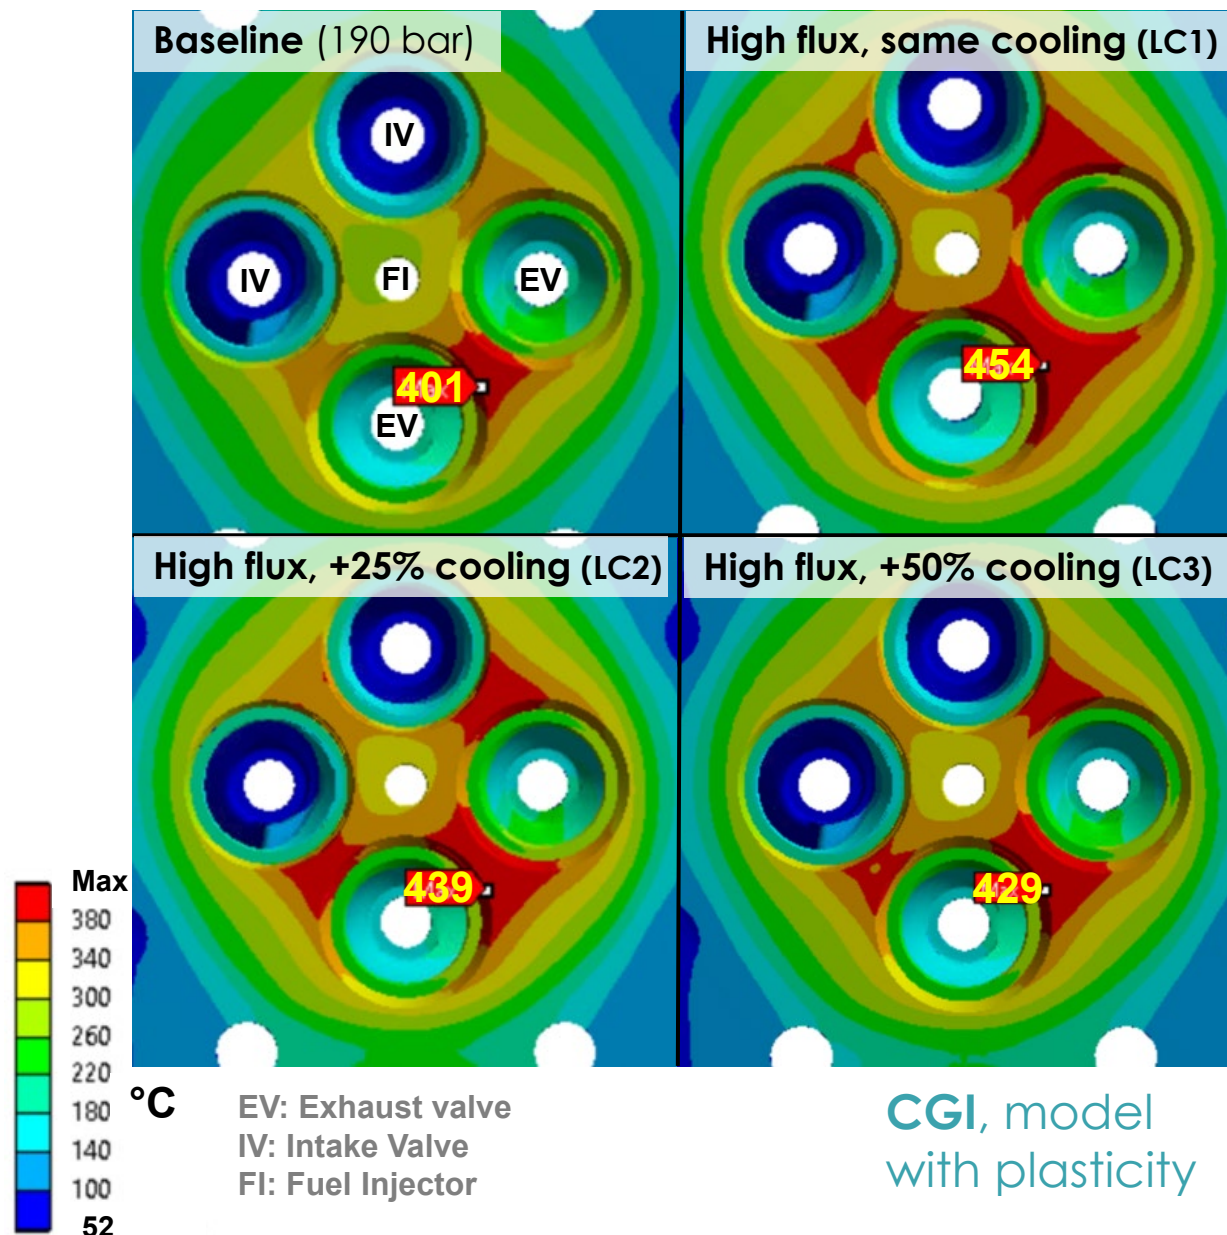 Baseline (190 bar)
High flux, same cooling (LC1)
IV
IV
FI
EV
401
EV
454
High flux, +25% cooling (LC2)
High flux, +50% cooling (LC3)
439
429
Max
380
340
300
260
220
180
140
100
52
°C
EV: Exhaust valve
IV: Intake Valve
FI: Fuel Injector
CGI, model
with plasticity